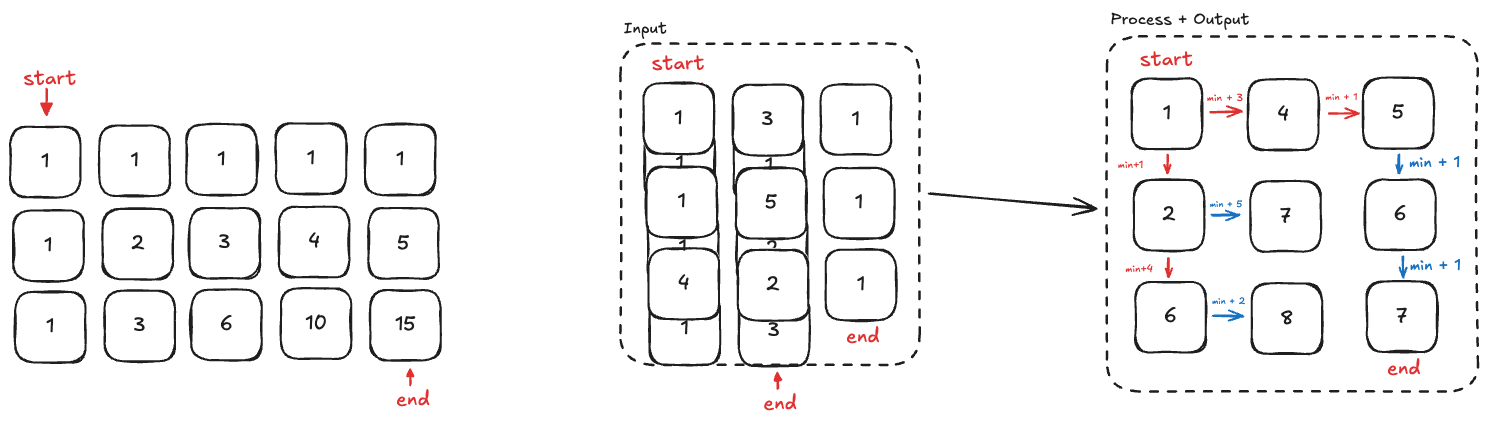 start
1 1 1 1 1
1 2 3 4 5
1 3 6 10 15
end
Input
start
1 3 1
1 1
1 5 1
1 2
4 2 1
1 3
end
end
Process + Output
start
1 min + 3 4 min + 1 5
min+1 min + 1
2 min + 5 7 6
min+4 min + 1
6 min + 2 8 7
end